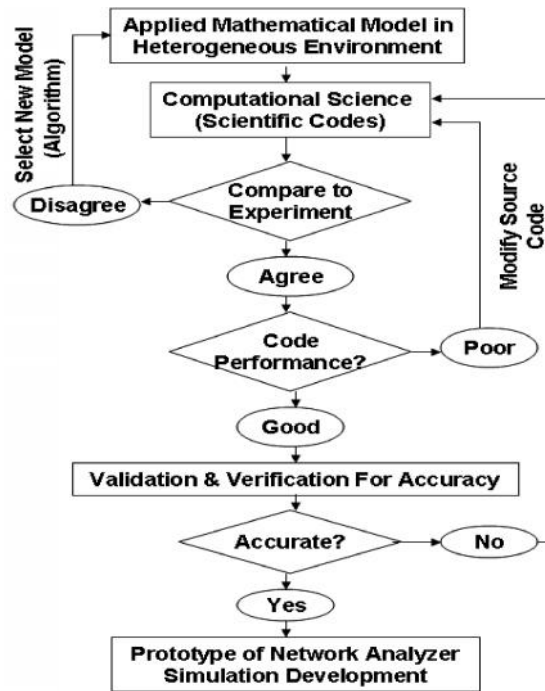 Applied Mathematical Model in
Heterogeneous Environment
Select New Model
(Algorithm)
Computational Science
(Scientific Codes)
Compare to
Experiment
Disagree
Modify Source
Code
Agree
Code
Performance?
Poor
Good
Validation & Verification For Accuracy
Accurate?
No
Yes
Prototype of Network Analyzer
Simulation Development